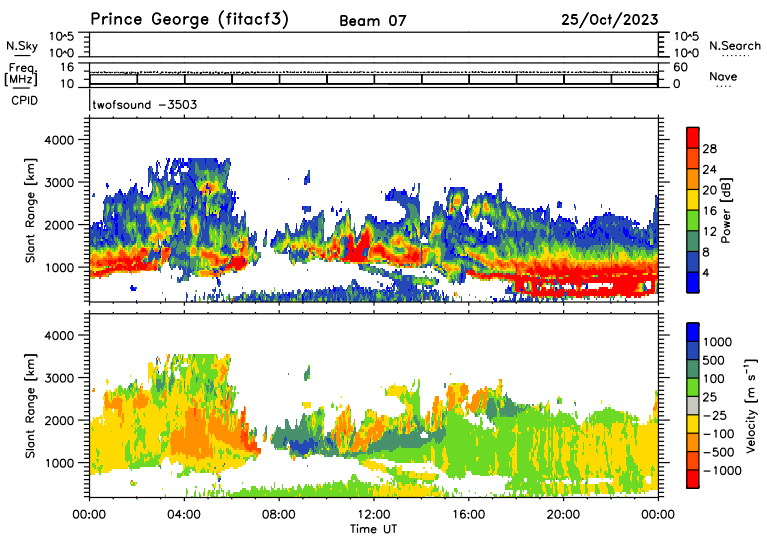 Prince George (fitacf3) Beam 07 25/Oct/2023
N.Sky 10^5 10^0 10^5 10^0 N.Search
Freq. [MHz] 16 10 60 0 Nave
CPID twofsound -3503
Slant Range [km] 4000 3000 2000 1000
28 24 20 16 12 8 4 Power [dB]
Slant Range [km] 4000 3000 2000 1000
1000 500 100 25 -25 -100 -500 -1000 Velocity [m s⁻¹]
00:00 04:00 08:00 12:00 16:00 20:00 00:00
Time UT